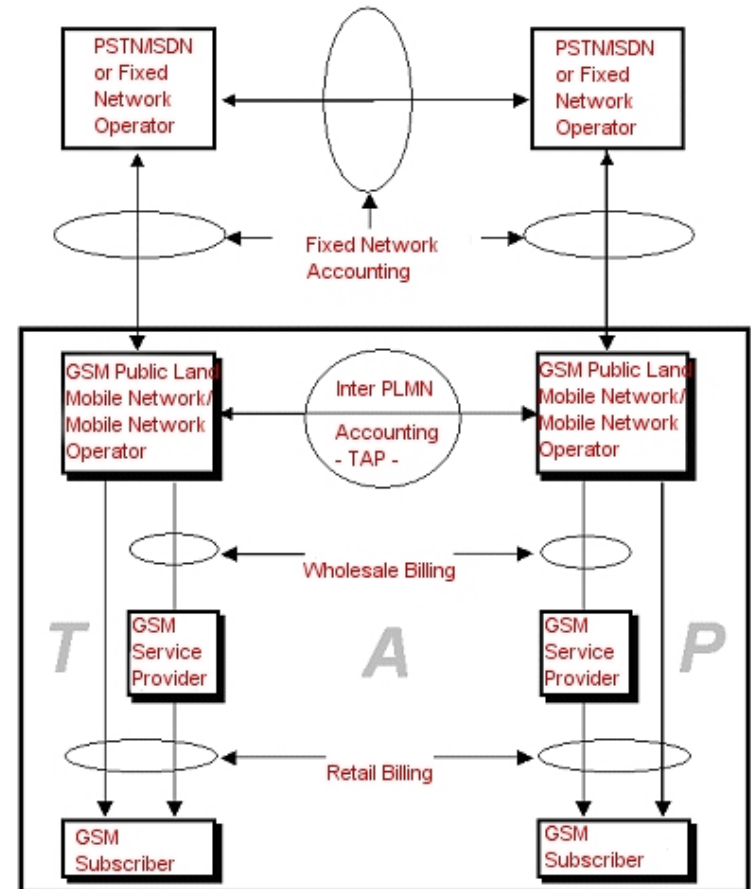 PSTN/ISDN
or Fixed
Network
Operator
PSTN/ISDN
or Fixed
Network
Operator
Fixed Network
Accounting
GSM Public Land
Mobile Network/
Mobile Network
Operator
Inter PLMN
Accounting
- TAP -
GSM Public Land
Mobile Network/
Mobile Network
Operator
Wholesale Billing
T
GSM
Service
Provider
A
GSM
Service
Provider
P
Retail Billing
GSM
Subscriber
GSM
Subscriber